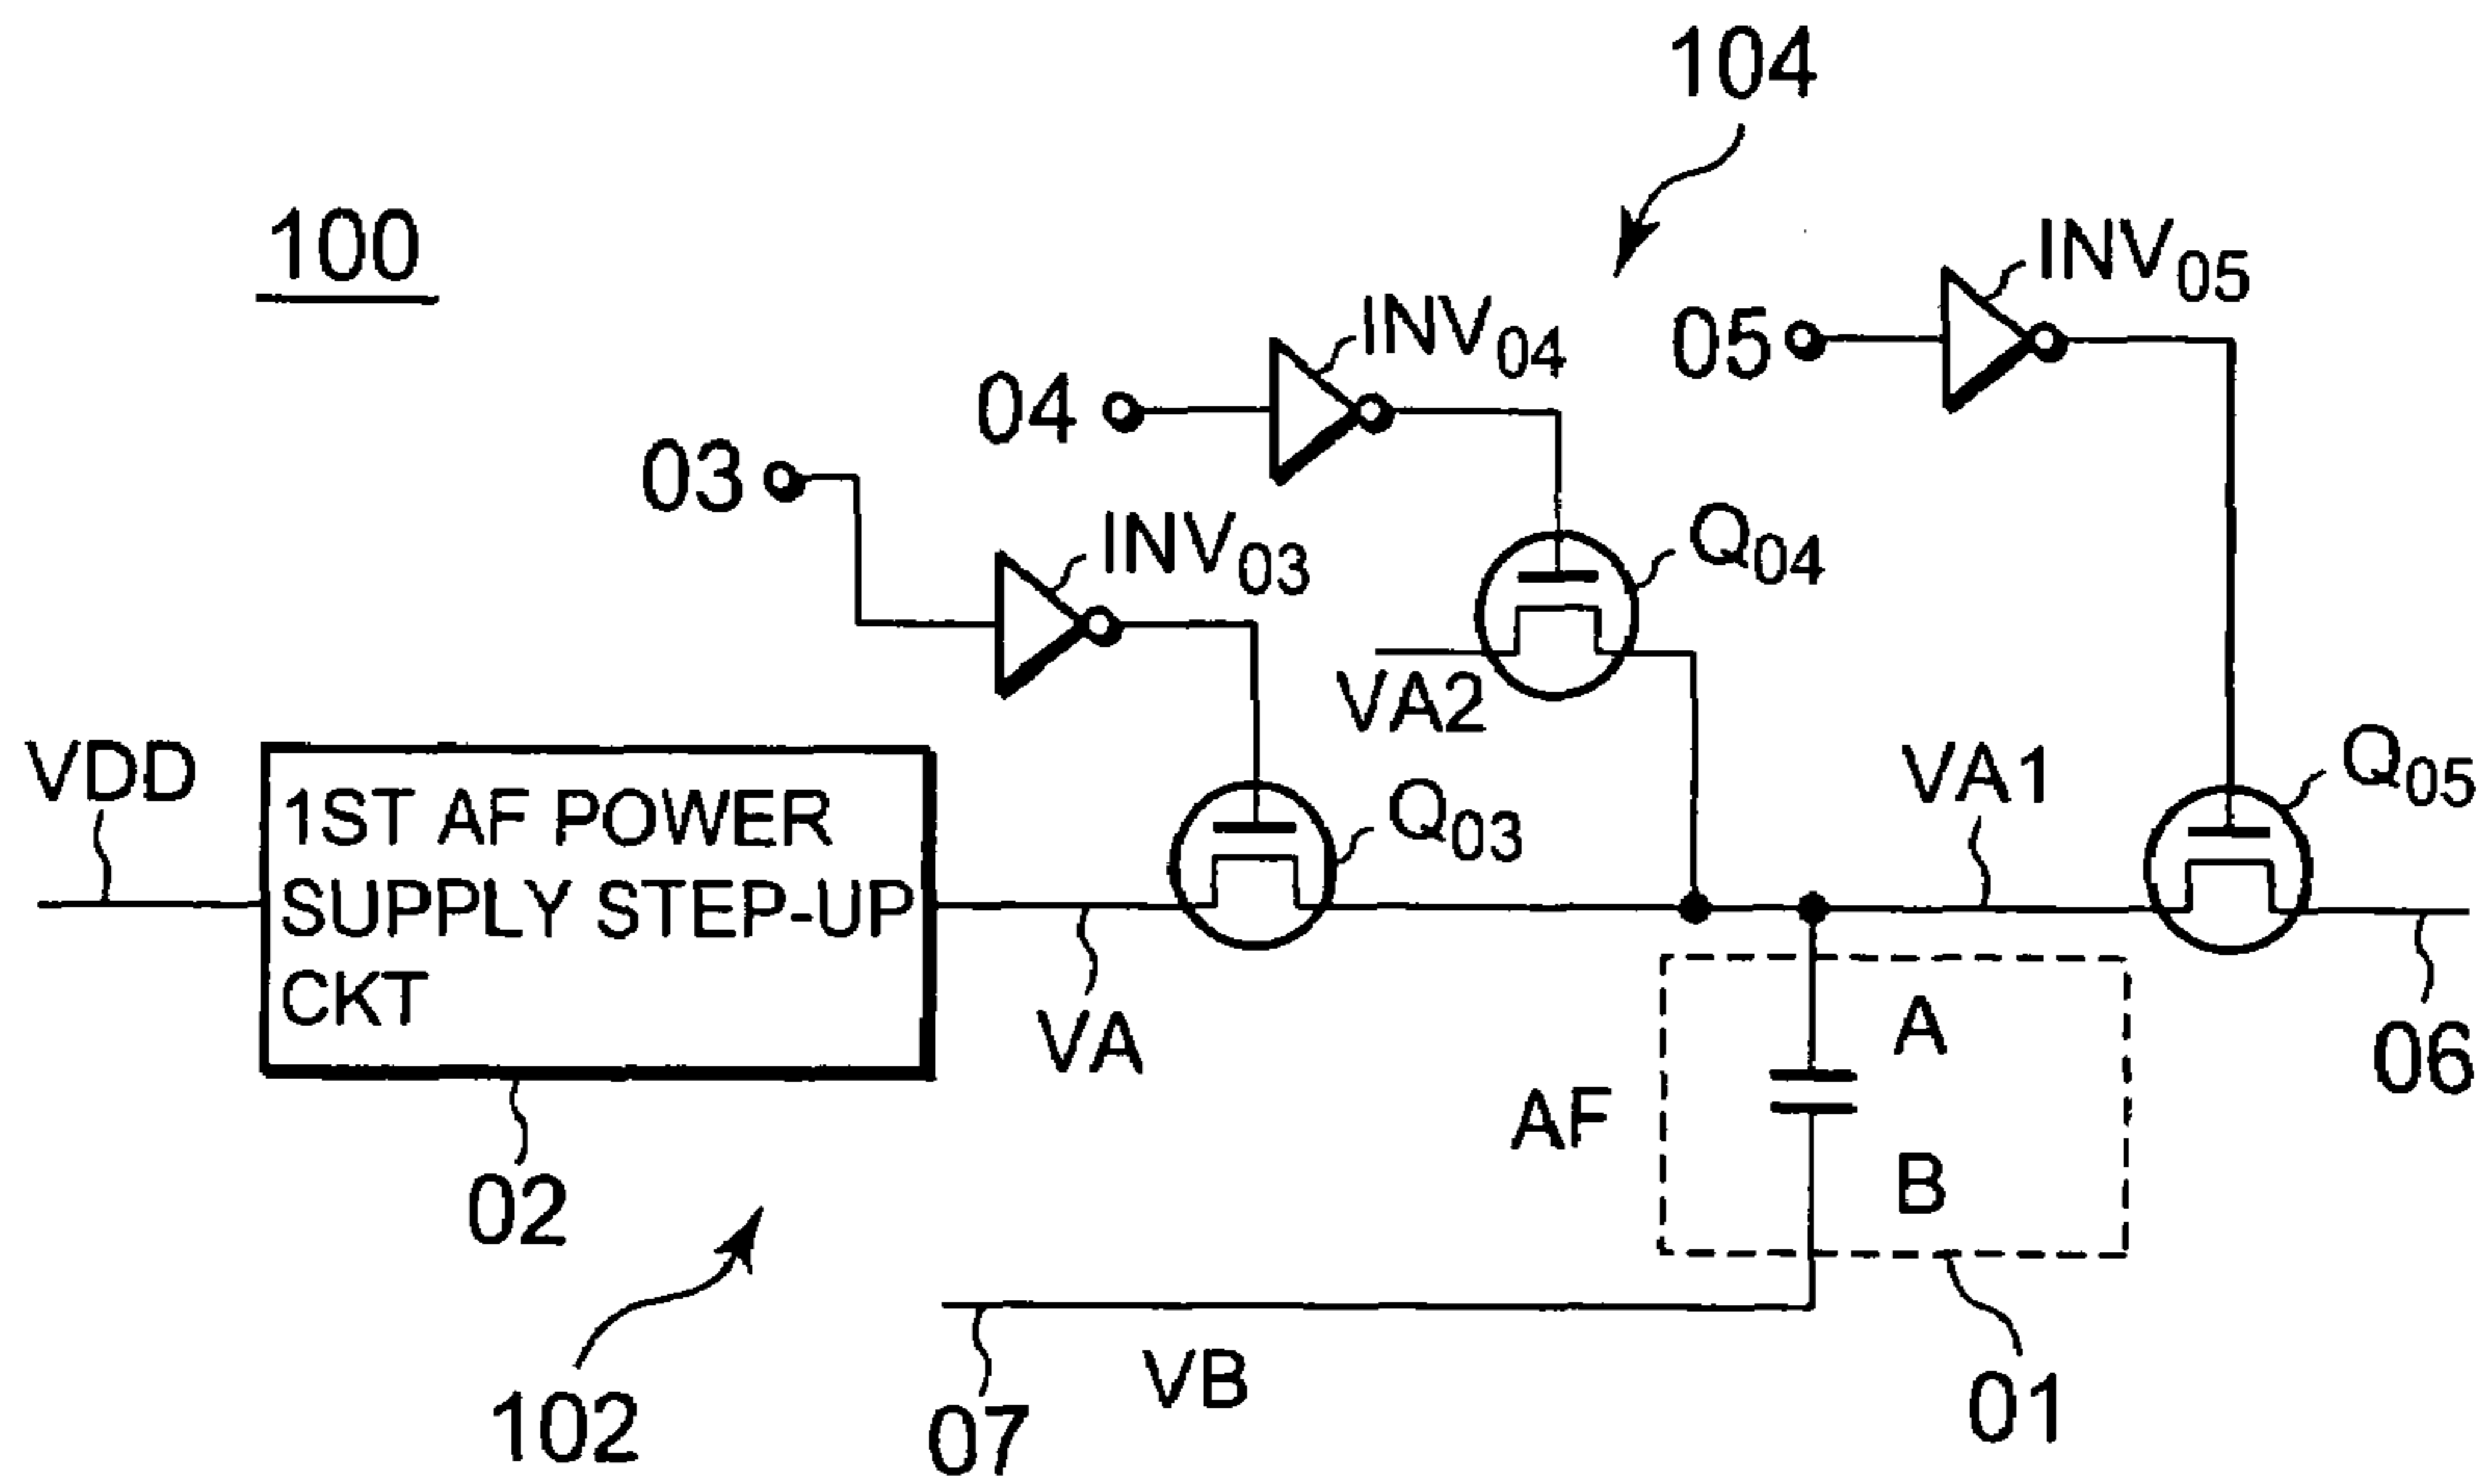 104
100
INV05
INV04
05
04
03
INV03
Q04
VA2
VDD
Q03
VA1
Q05
1ST AF POWER
SUPPLY STEP-UP
CKT
VA
A
06
AF
B
02
VB
102
07
01